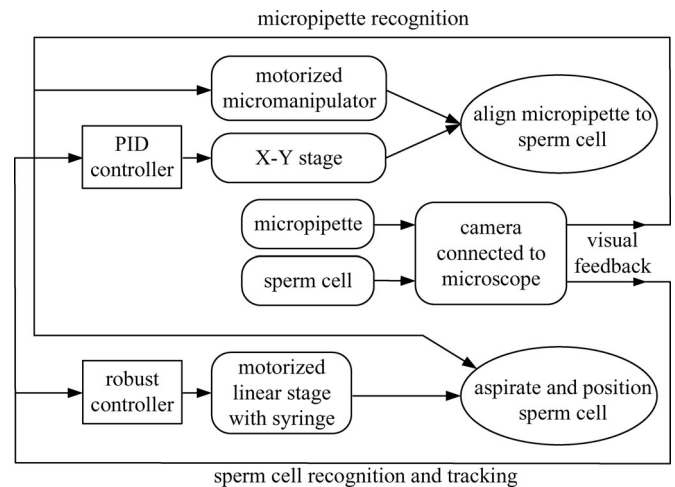 micropipette recognition
motorized
micromanipulator
align micropipette to
sperm cell
PID
controller
X-Y stage
micropipette
sperm cell
camera
connected to
microscope
visual
feedback
robust
controller
motorized
linear stage
with syringe
aspirate and position
sperm cell
sperm cell recognition and tracking